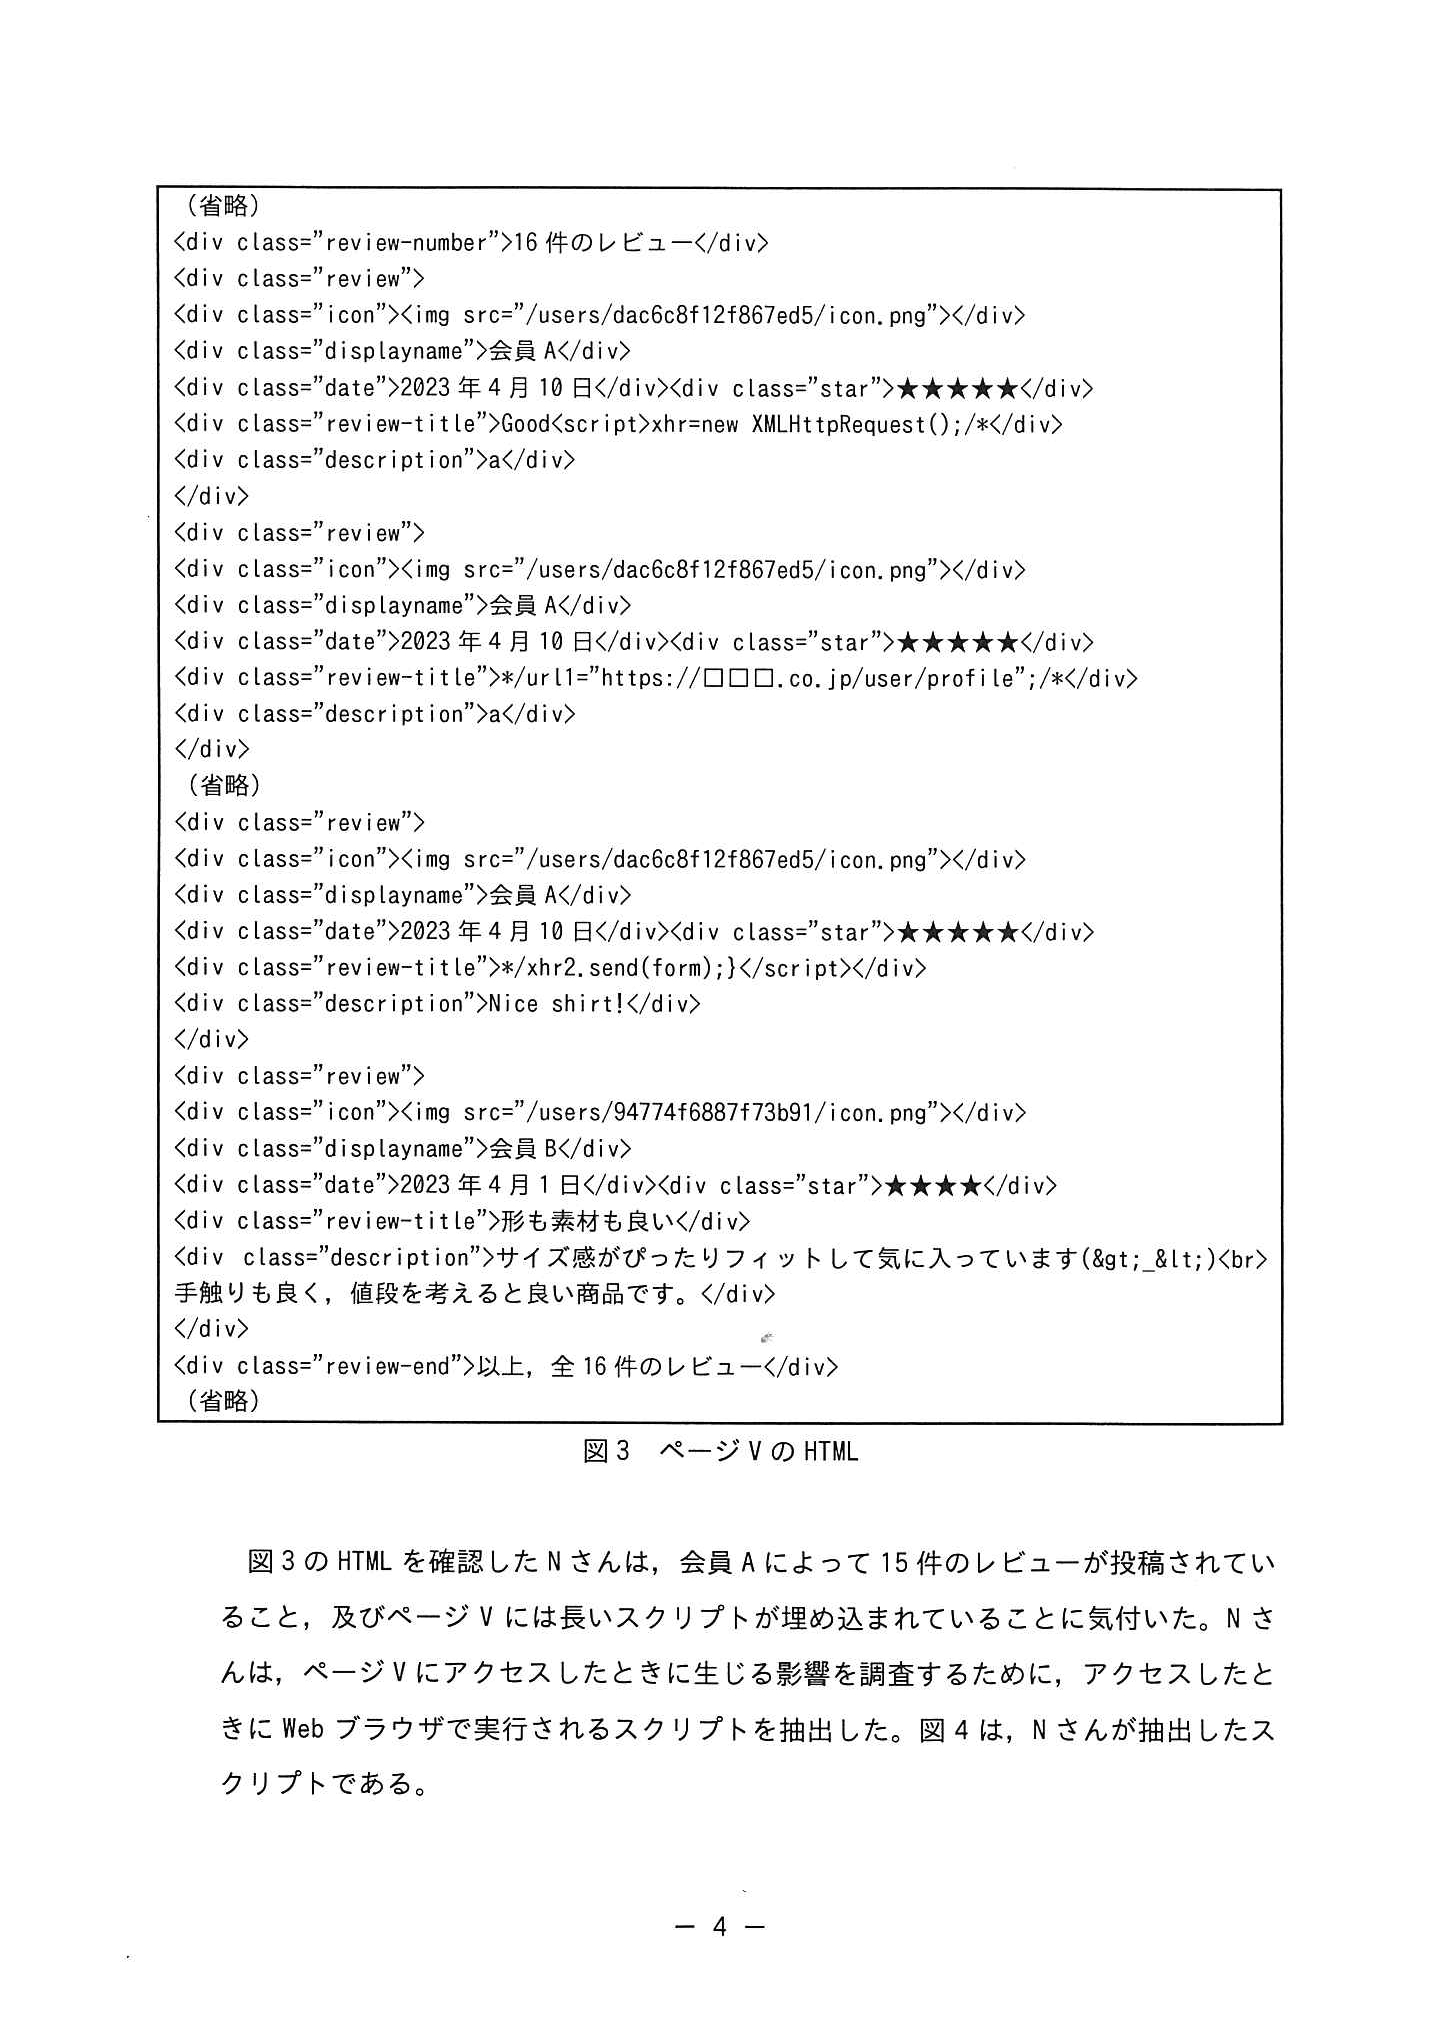 （省略）
<div class="review-number">16 件のレビュー</div>
<div class="review">
<div class="icon"><img src="/users/dac6c8f12f867ed5/icon.png"></div>
<div class="displayname">会員 A</div>
<div class="date">2023 年 4 月 10 日</div><div class="star">★★★★★</div>
<div class="review-title">Good<script>xhr=new XMLHttpRequest();/*</div>
<div class="description">a</div>
</div>
<div class="review">
<div class="icon"><img src="/users/dac6c8f12f867ed5/icon.png"></div>
<div class="displayname">会員 A</div>
<div class="date">2023 年 4 月 10 日</div><div class="star">★★★★★</div>
<div class="review-title">*/url1="https://□□□.co.jp/user/profile";/*</div>
<div class="description">a</div>
</div>
（省略）
<div class="review">
<div class="icon"><img src="/users/dac6c8f12f867ed5/icon.png"></div>
<div class="displayname">会員 A</div>
<div class="date">2023 年 4 月 10 日</div><div class="star">★★★★★</div>
<div class="review-title">*/xhr2.send(form);}</script></div>
<div class="description">Nice shirt!</div>
</div>
<div class="review">
<div class="icon"><img src="/users/94774f6887f73b91/icon.png"></div>
<div class="displayname">会員 B</div>
<div class="date">2023 年 4 月 1 日</div><div class="star">★★★★</div>
<div class="review-title">形も素材も良い</div>
<div class="description">サイズ感がぴったりフィットして気に入っています(&gt;_&lt;)<br>
手触りも良く，値段を考えると良い商品です。</div>
</div>
<div class="review-end">以上，全 16 件のレビュー</div>
（省略）
図 3　ページ V の HTML
図 3 の HTML を確認した N さんは，会員 A によって 15 件のレビューが投稿されてい
ること，及びページ V には長いスクリプトが埋め込まれていることに気付いた。N さ
んは，ページ V にアクセスしたときに生じる影響を調査するために，アクセスしたと
きに Web ブラウザで実行されるスクリプトを抽出した。図 4 は，N さんが抽出したス
クリプトである。
－ 4 －